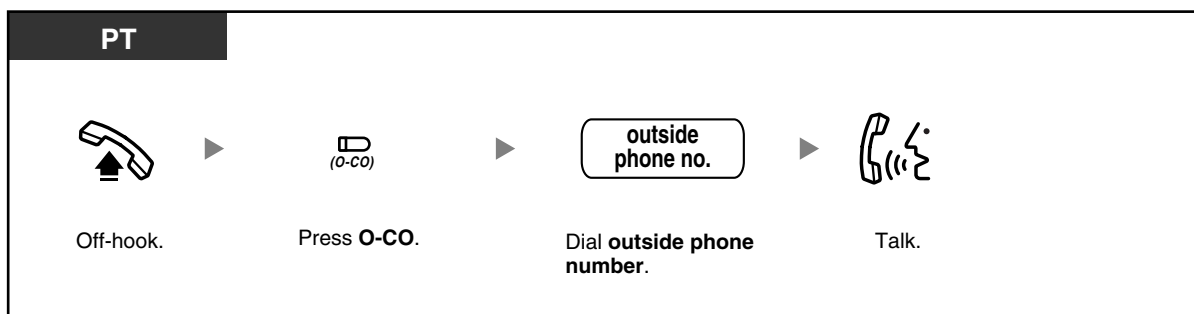 PT
(O-CO)
outside
phone no.
Off-hook.
Press O-CO.
Dial outside phone
number.
Talk.